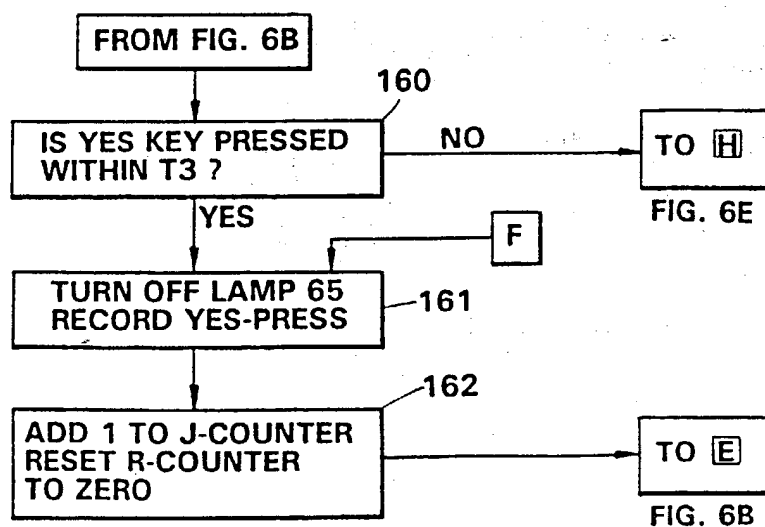 FROM FIG. 6B
160
IS YES KEY PRESSED
WITHIN T3 ?
NO
TO H
FIG. 6E
YES
F
TURN OFF LAMP 65
RECORD YES-PRESS
161
162
ADD 1 TO J-COUNTER
RESET R-COUNTER
TO ZERO
TO E
FIG. 6B